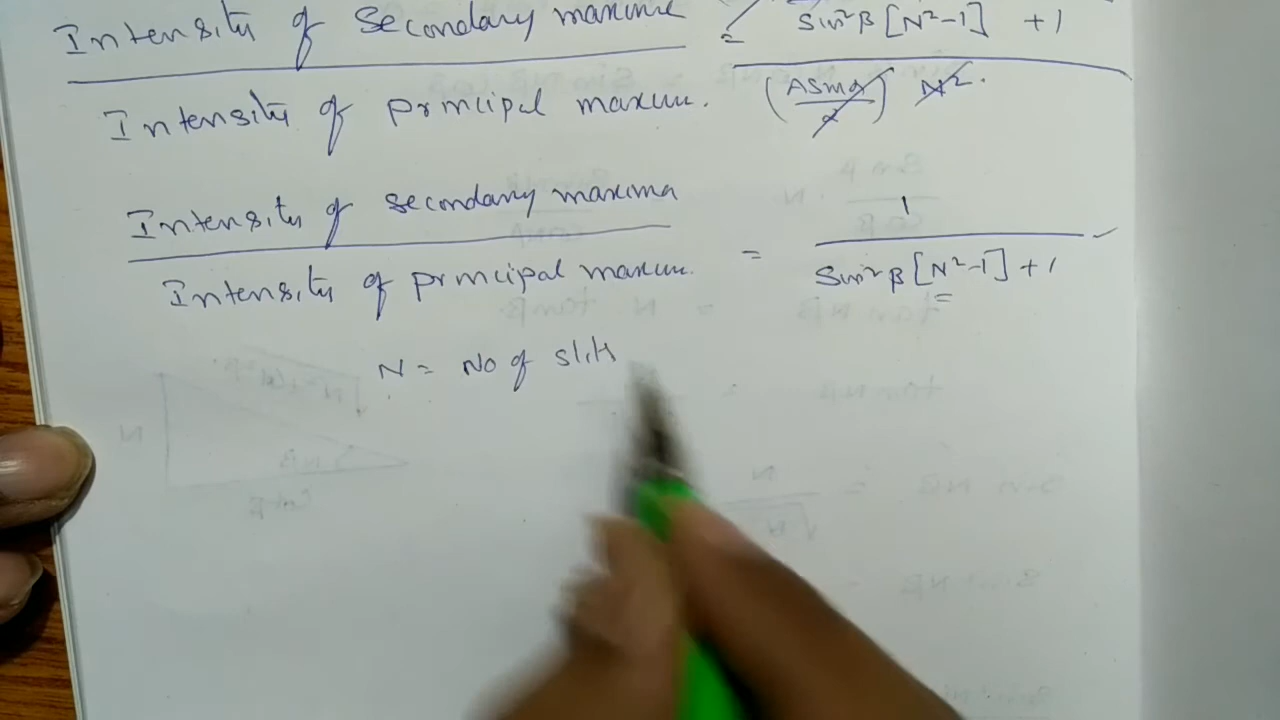 Intensity of secondary maxima = Sin²β[N²-1] + 1
Intensity of principal maxim. (A Sin α / α) N².
Intensity of secondary maxima = 1
Intensity of principal maxim. Sin²β[N²-1] + 1
N = No of slits